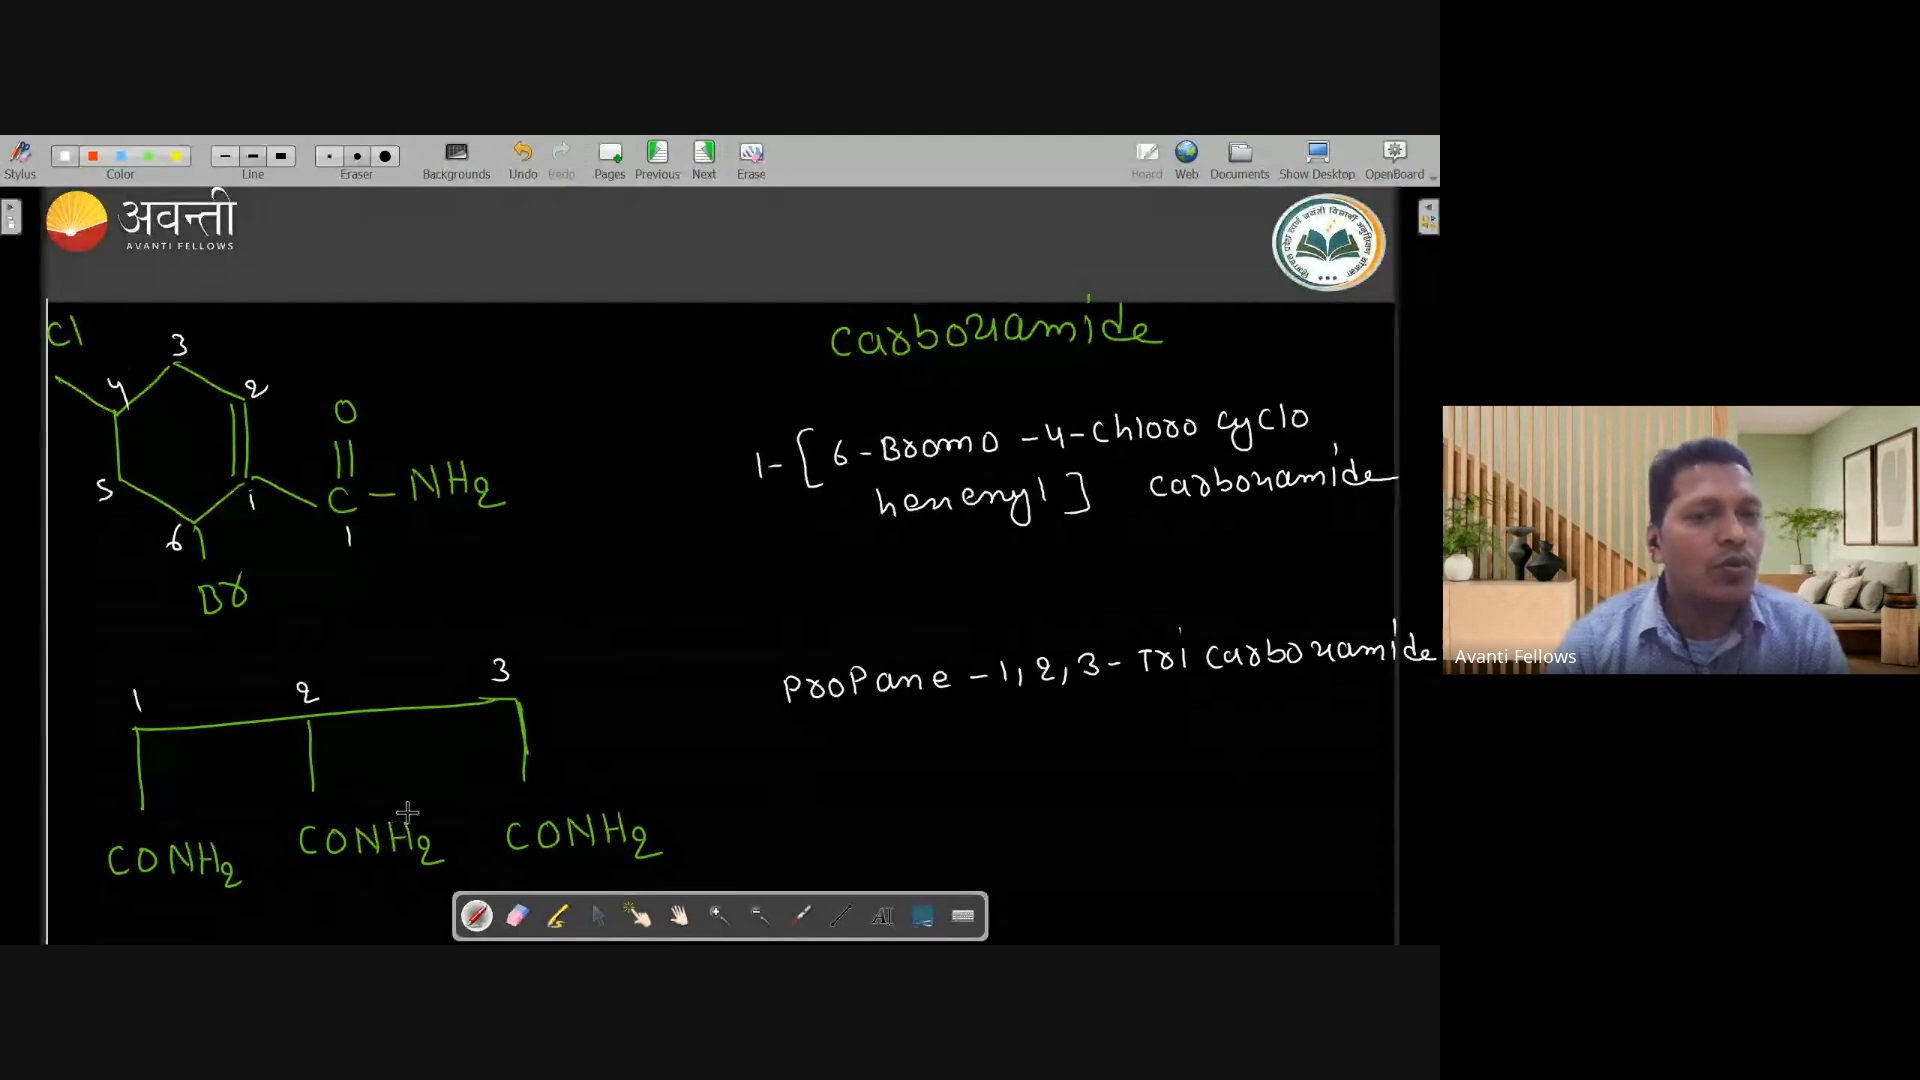 Stylus
Color
Line
Eraser
Backgrounds
Undo
Redo
Pages
Previous
Next
Erase
Board
Web
Documents
Show Desktop
OpenBoard
अवन्ती
AVANTI FELLOWS
carboxamide
Cl
3
4
2
O
5
1
C - NH2
6
1
Br
1-[6-Bromo-4-chloro cyclo
hexenyl] carboxamide
1 2 3
CONH2 CONH2 CONH2
Propane-1,2,3-Tri carboxamide
Avanti Fellows